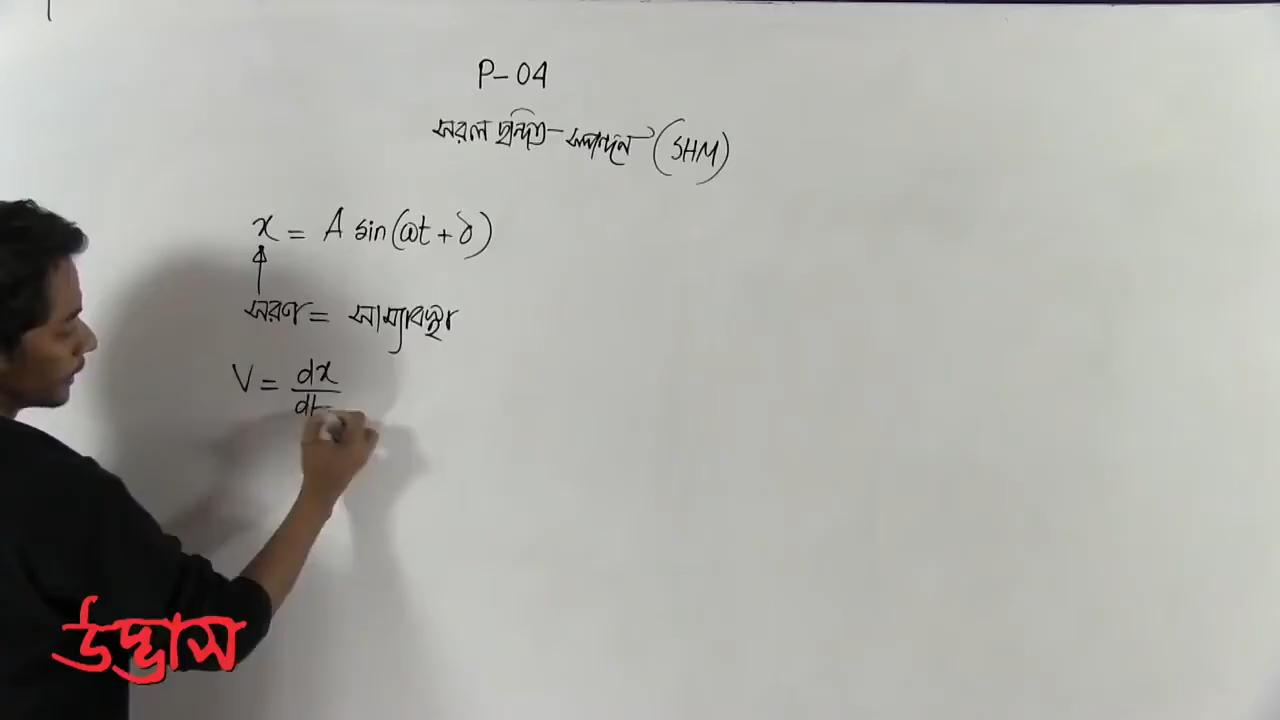 P-04
সরল ছন্দিত-স্পন্দন (SHM)
x = A sin(ωt + δ)
সরণ = সাম্যাবস্থা
V = dx/dt
উদ্ভাস